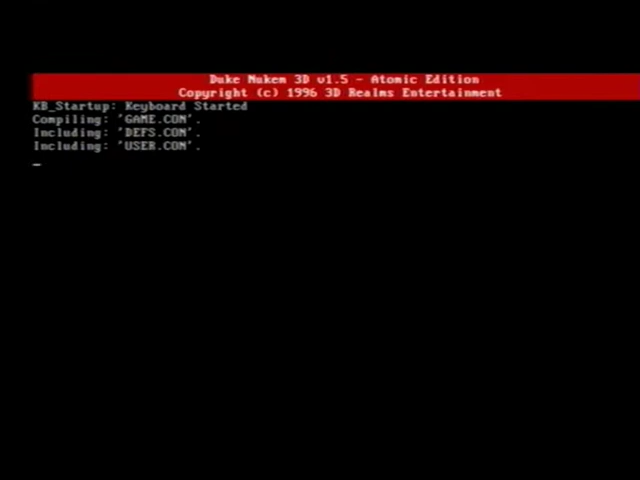 Duke Nukem 3D v1.5 - Atomic Edition
Copyright (c) 1996 3D Realms Entertainment
KB_Startup: Keyboard Started
Compiling: 'GAME.CON'.
Including: 'DEFS.CON'.
Including: 'USER.CON'.